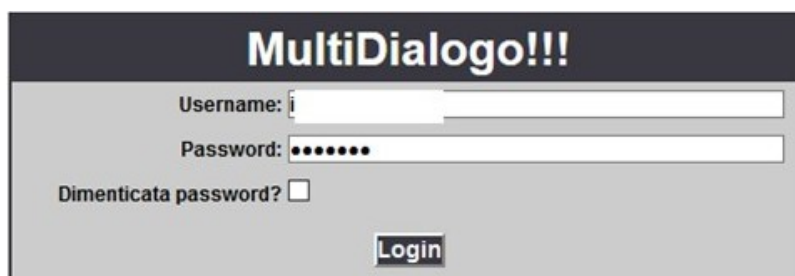 MultiDialogo!!!
Username: i
Password: •••••••
Dimenticata password?
Login